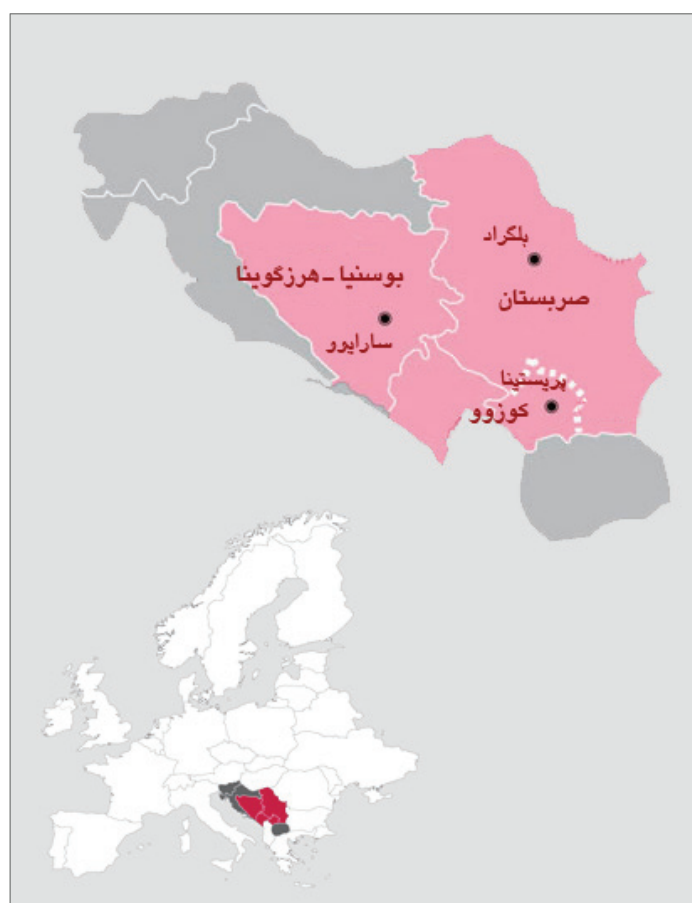 بلگراد
بوسنیا-هرزگوینا
صربستان
سارایوو
پریستینا
کوزوو